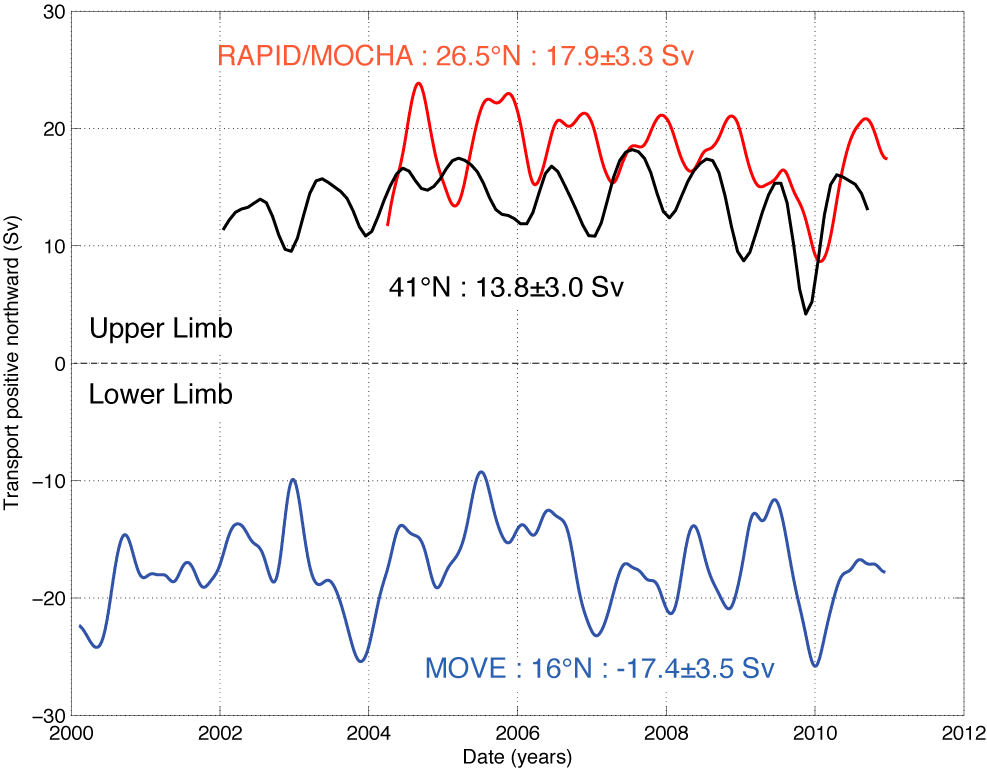 30
20
10
0
−10
−20
−30
Transport positive northward (Sv)
RAPID/MOCHA : 26.5°N : 17.9±3.3 Sv
41°N : 13.8±3.0 Sv
Upper Limb
Lower Limb
MOVE : 16°N : -17.4±3.5 Sv
2000 2002 2004 2006 2008 2010 2012
Date (years)